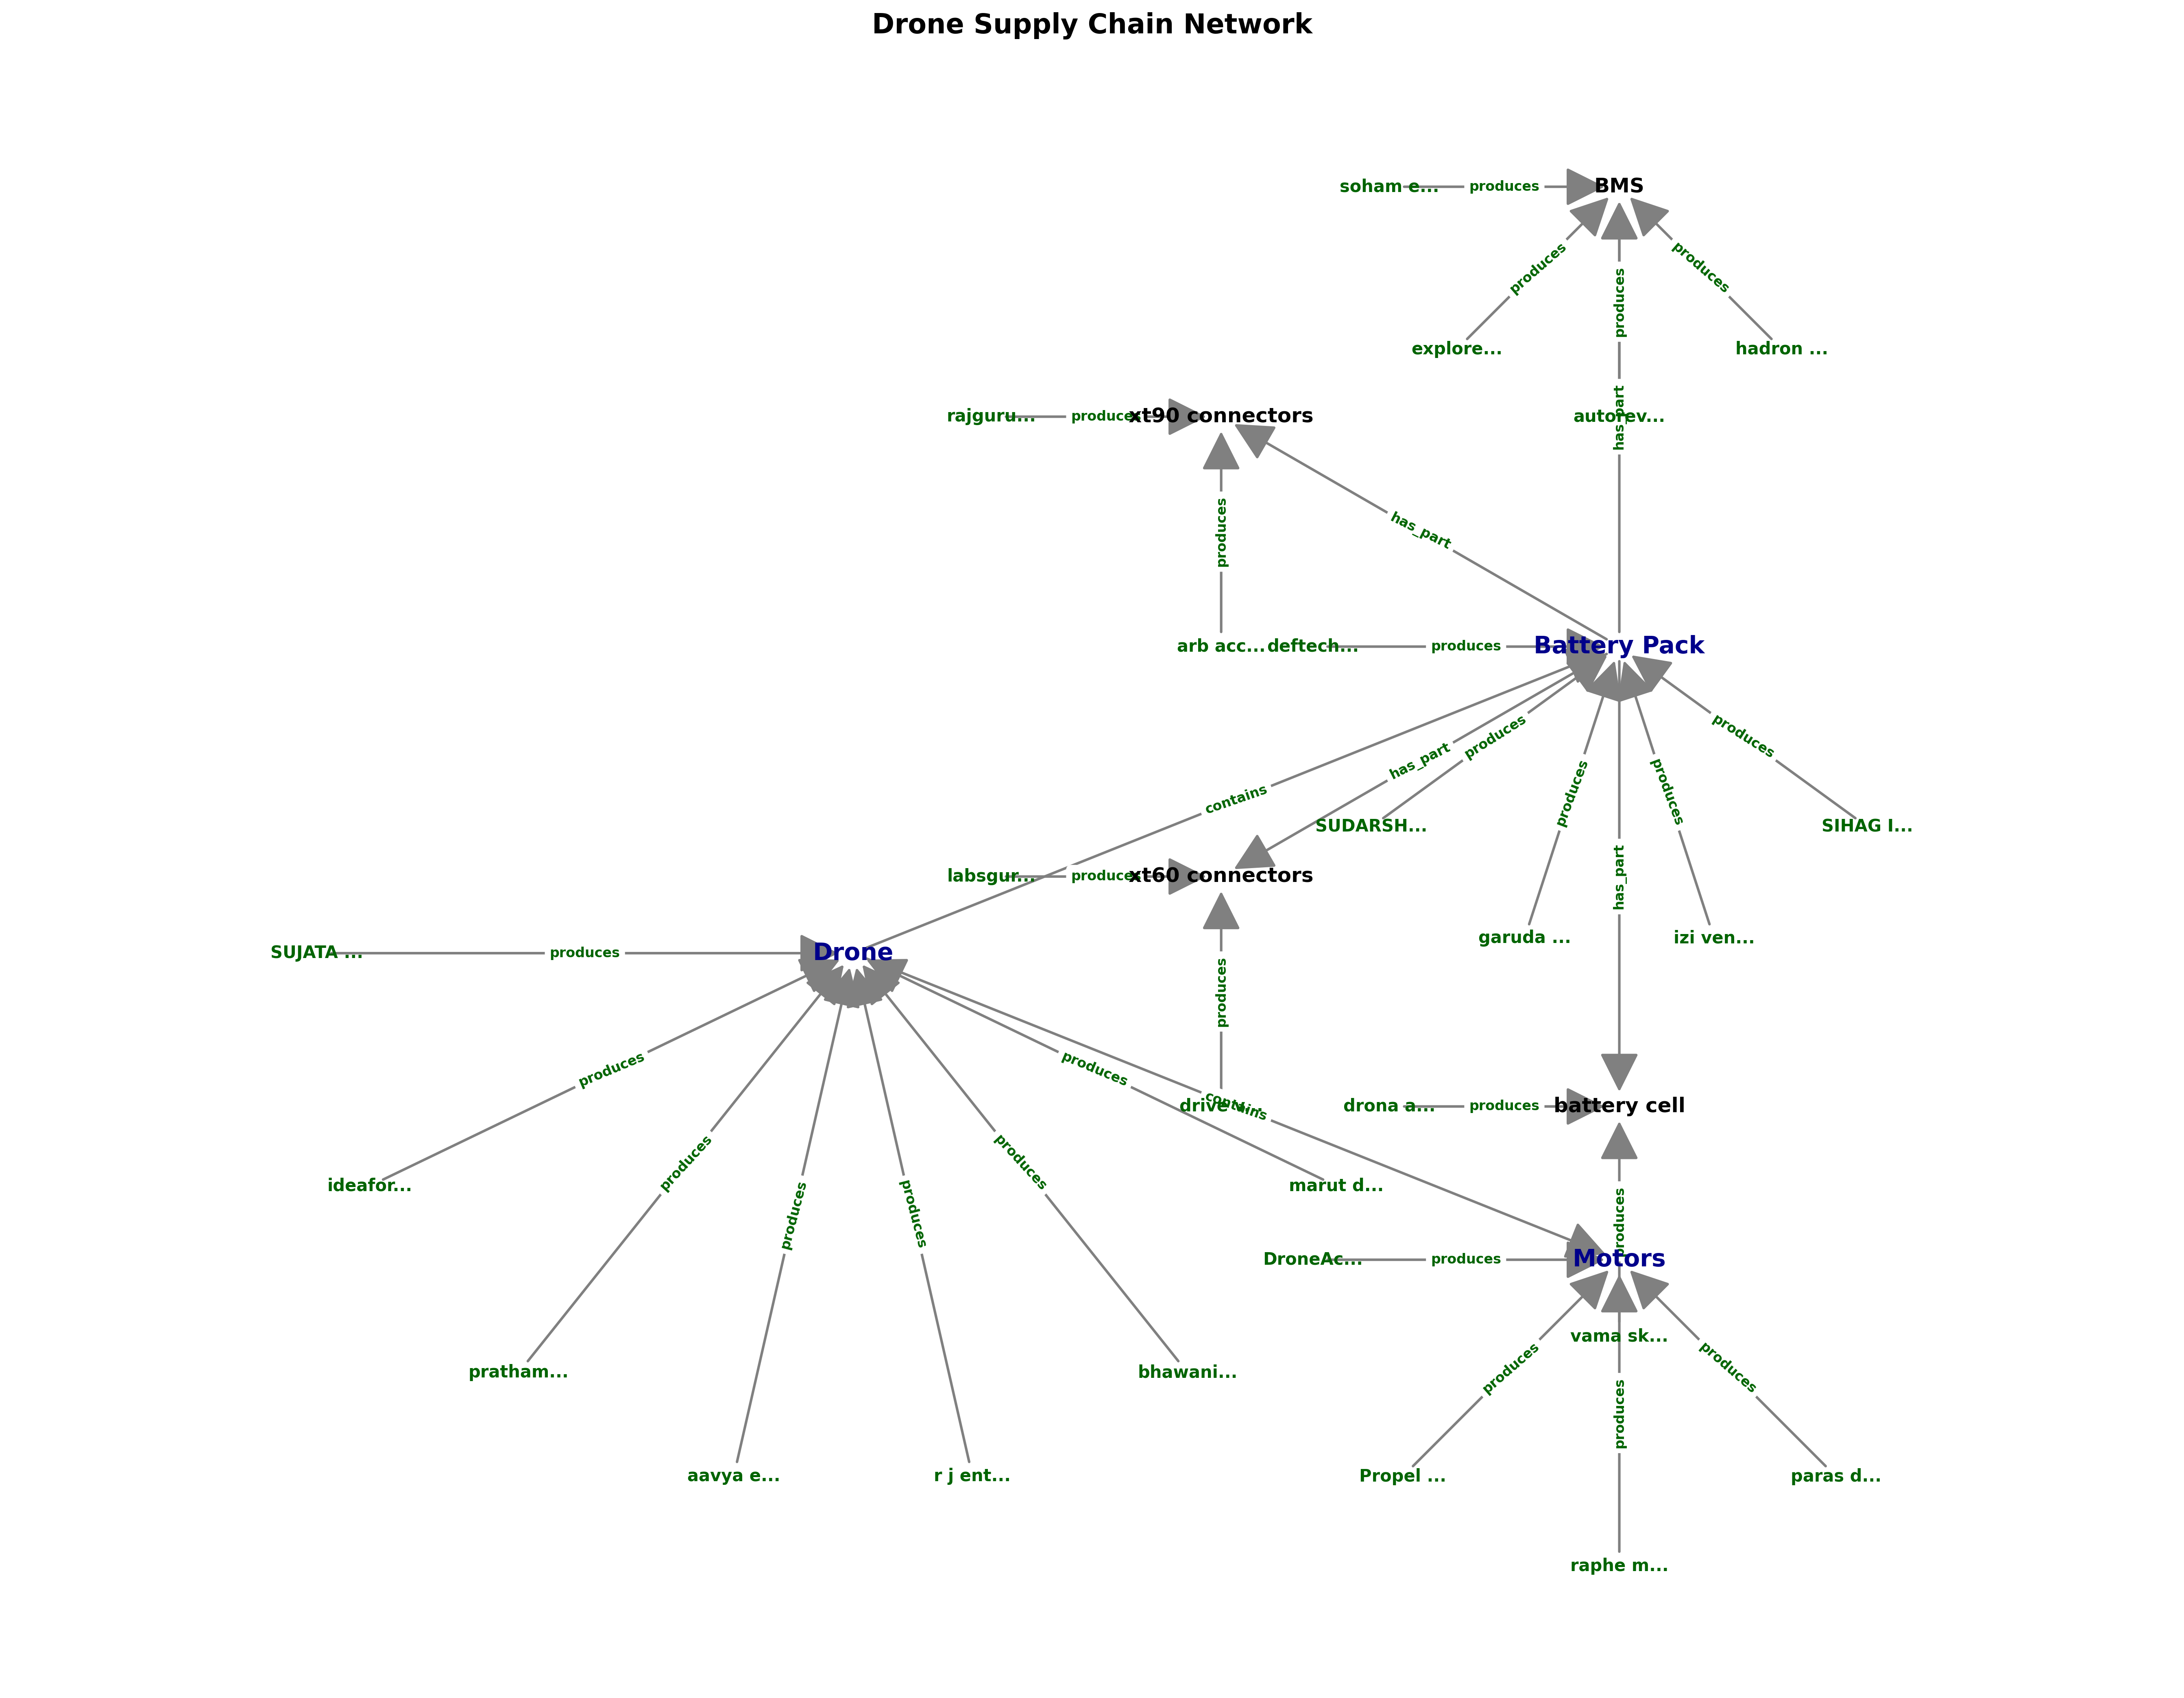 Drone Supply Chain Network
soham e...
produces
BMS
produces
produces
produces
explore...
hadron ...
rajguru...
produces
xt90 connectors
has_part
autorev...
produces
has_part
arb acc...
deftech...
produces
Battery Pack
produces
has_part
produces
produces
produces
contains
SUDARSH...
SIHAG I...
labsgur...
produces
xt60 connectors
has_part
garuda ...
izi ven...
SUJATA ...
produces
Drone
produces
produces
produces
contains
drona a...
produces
battery cell
produces
produces
produces
ideafor...
marut d...
produces
produces
produces
DroneAc...
produces
Motors
vama sk...
pratham...
bhawani...
produces
produces
produces
aavya e...
r j ent...
Propel ...
paras d...
raphe m...